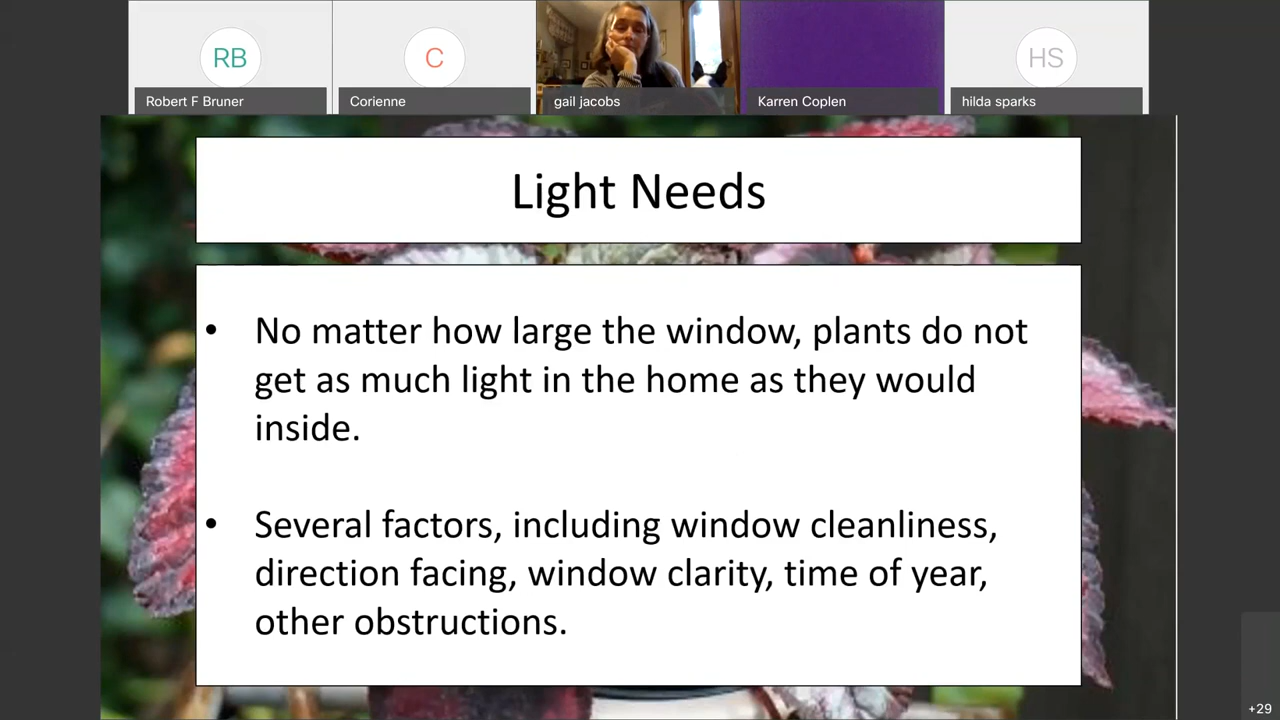 RB
C
HS
Robert F Bruner
Corienne
gail jacobs
Karren Coplen
hilda sparks
Light Needs
• No matter how large the window, plants do not
get as much light in the home as they would
inside.
• Several factors, including window cleanliness,
direction facing, window clarity, time of year,
other obstructions.
+29